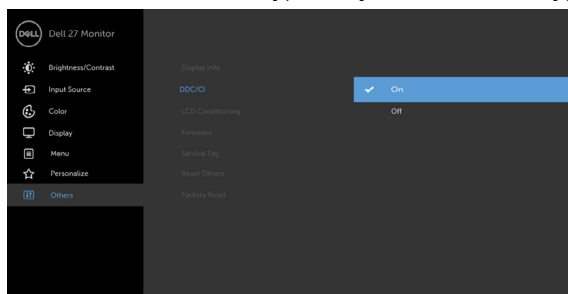 DELL
Dell 27 Monitor
Brightness/Contrast
Input Source
Color
Display
Menu
Personalize
Others
Display Info
DDC/CI
LCD Conditioning
Firmware
Service Tag
Reset Others
Factory Reset
On
Off